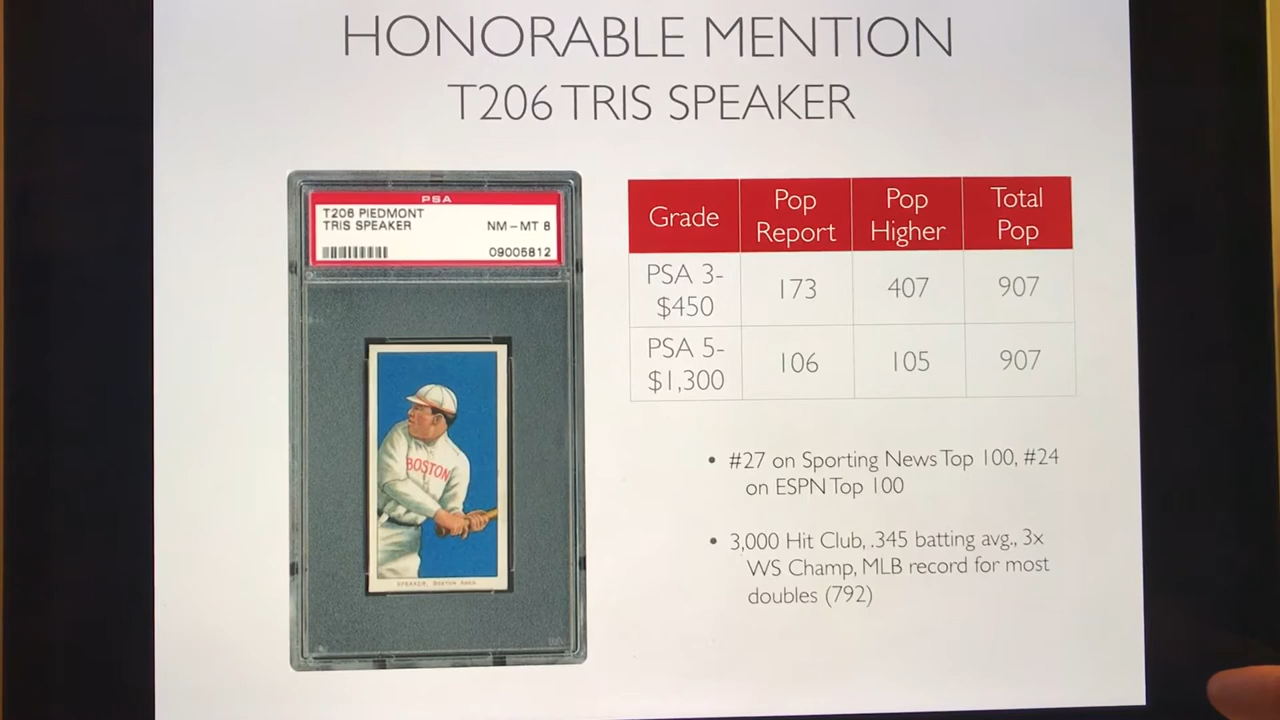 HONORABLE MENTION
T206 TRIS SPEAKER
PSA
T206 PIEDMONT
TRIS SPEAKER NM-MT 8
09005812
BOSTON
SPEAKER, BOSTON AMER.
Grade
Pop
Report
Pop
Higher
Total
Pop
PSA 3-
$450
173
407
907
PSA 5-
$1,300
106
105
907
• #27 on Sporting News Top 100, #24
on ESPN Top 100
• 3,000 Hit Club, .345 batting avg., 3x
WS Champ, MLB record for most
doubles (792)